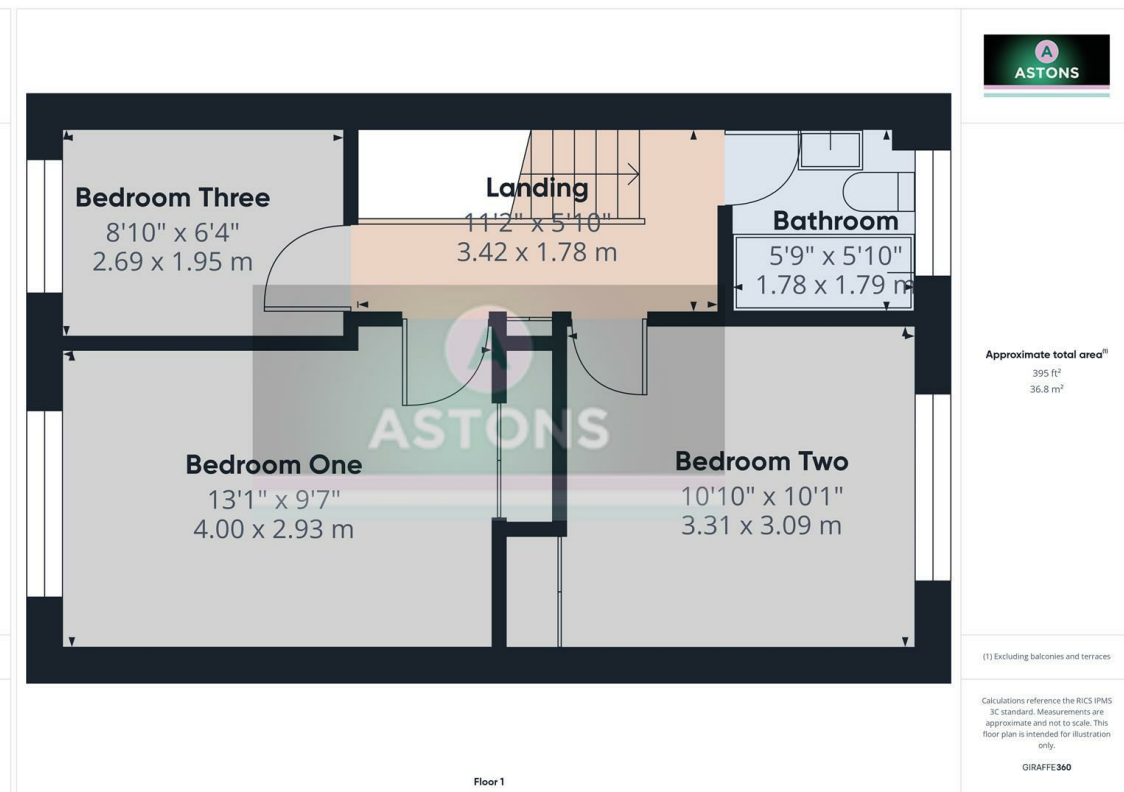 Bedroom Three
8'10" x 6'4"
2.69 x 1.95 m
Landing
11'2" x 5'10"
3.42 x 1.78 m
Bathroom
5'9" x 5'10"
1.78 x 1.79 m
ASTONS
Bedroom One
13'1" x 9'7"
4.00 x 2.93 m
Bedroom Two
10'10" x 10'1"
3.31 x 3.09 m
Floor 1
A
ASTONS
Approximate total area(1)
395 ft²
36.8 m²
(1) Excluding balconies and terraces
Calculations reference the RICS IPMS
3C standard. Measurements are
approximate and not to scale. This
floor plan is intended for illustration
only.
GIRAFFE360